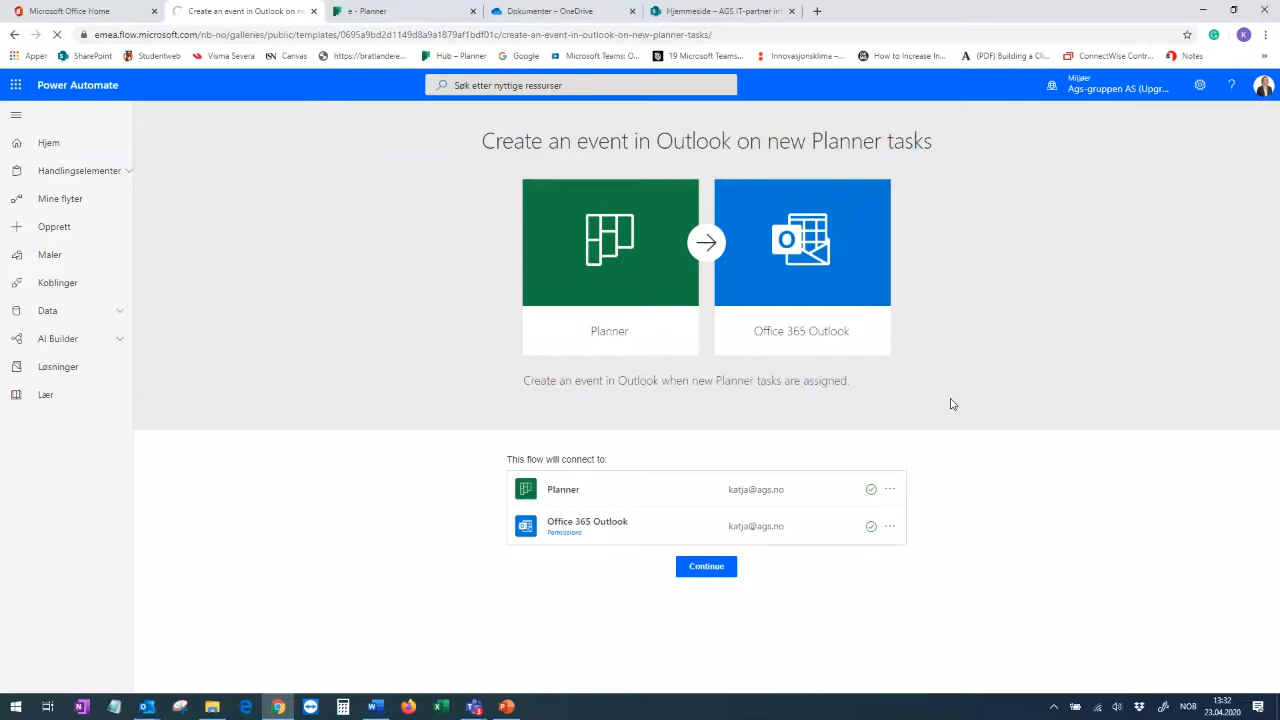 Microsoft Office Home
Create an event in Outlook on ne
e - Planner
Dokumenter – OneDrive
Hjemmeside – AGS IT-partner int
emea.flow.microsoft.com/nb-no/galleries/public/templates/0695a9bd2d1149d8a9a1879af1bdf01c/create-an-event-in-outlook-on-new-planner-tasks/
Apper
SharePoint
Studentweb
Visma Severa
Canvas
https://bratlandeie...
Hub – Planner
Google
Microsoft Teams: O...
19 Microsoft Teams...
Innovasjonsklima –...
How to Increase In...
(PDF) Building a Cli...
ConnectWise Contr...
Notes
Power Automate
Søk etter nyttige ressurser
Miljøer
Ags-gruppen AS (Upgr...
Hjem
Handlingselementer
Mine flyter
Opprett
Maler
Koblinger
Data
AI Builder
Løsninger
Lær
Create an event in Outlook on new Planner tasks
Planner
Office 365 Outlook
Create an event in Outlook when new Planner tasks are assigned.
This flow will connect to:
Planner katja@ags.no
Office 365 Outlook katja@ags.no
Permissions
Continue
NOB
13:32
23.04.2020